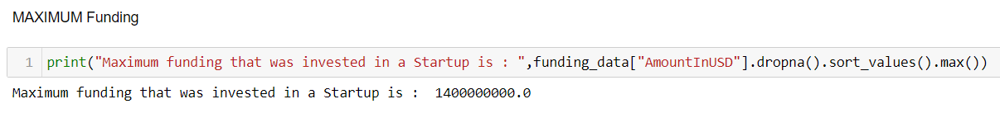 MAXIMUM Funding
1 print("Maximum funding that was invested in a Startup is : ",funding_data["AmountInUSD"].dropna().sort_values().max())
Maximum funding that was invested in a Startup is :  1400000000.0